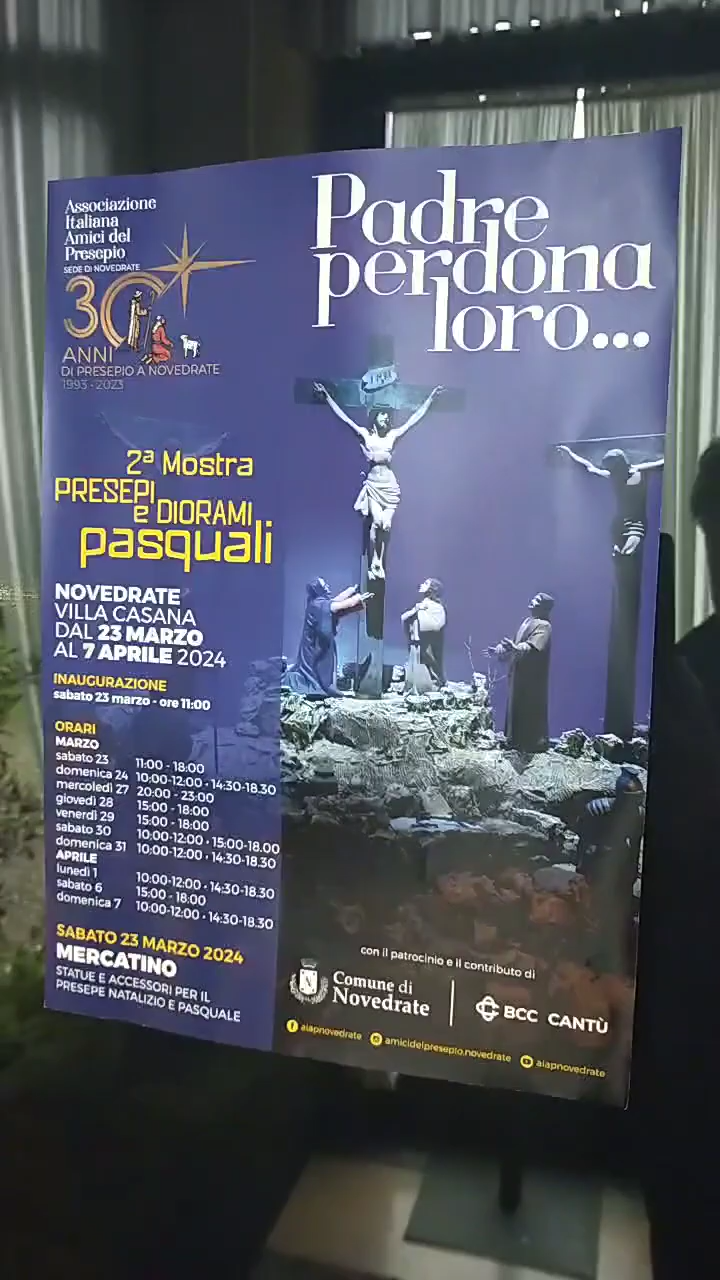 Associazione
Italiana
Amici del
Presepio
SEDE DI NOVEDRATE
30
ANNI
DI PRESEPIO A NOVEDRATE
1993 - 2023
Padre
perdona
loro...
INRI
2ª Mostra
PRESEPI
e DIORAMI
pasquali
NOVEDRATE
VILLA CASANA
DAL 23 MARZO
AL 7 APRILE 2024
INAUGURAZIONE
sabato 23 marzo - ore 11:00
ORARI
MARZO
sabato 23 11:00 - 18:00
domenica 24 10:00-12:00 • 14:30-18.30
mercoledì 27 20:00 - 23:00
giovedì 28 15:00 - 18:00
venerdì 29 15:00 - 18:00
sabato 30 10:00-12:00 • 15:00-18.00
domenica 31 10:00-12:00 • 14:30-18.30
APRILE
lunedì 1 10:00-12:00 • 14:30-18.30
sabato 6 15:00 - 18:00
domenica 7 10:00-12:00 • 14:30-18.30
SABATO 23 MARZO 2024
MERCATINO
STATUE E ACCESSORI PER IL
PRESEPE NATALIZIO E PASQUALE
con il patrocinio e il contributo di
Comune di
Novedrate
BCC CANTÙ
aiapnovedrate amicidelpresepio.novedrate aiapnovedrate